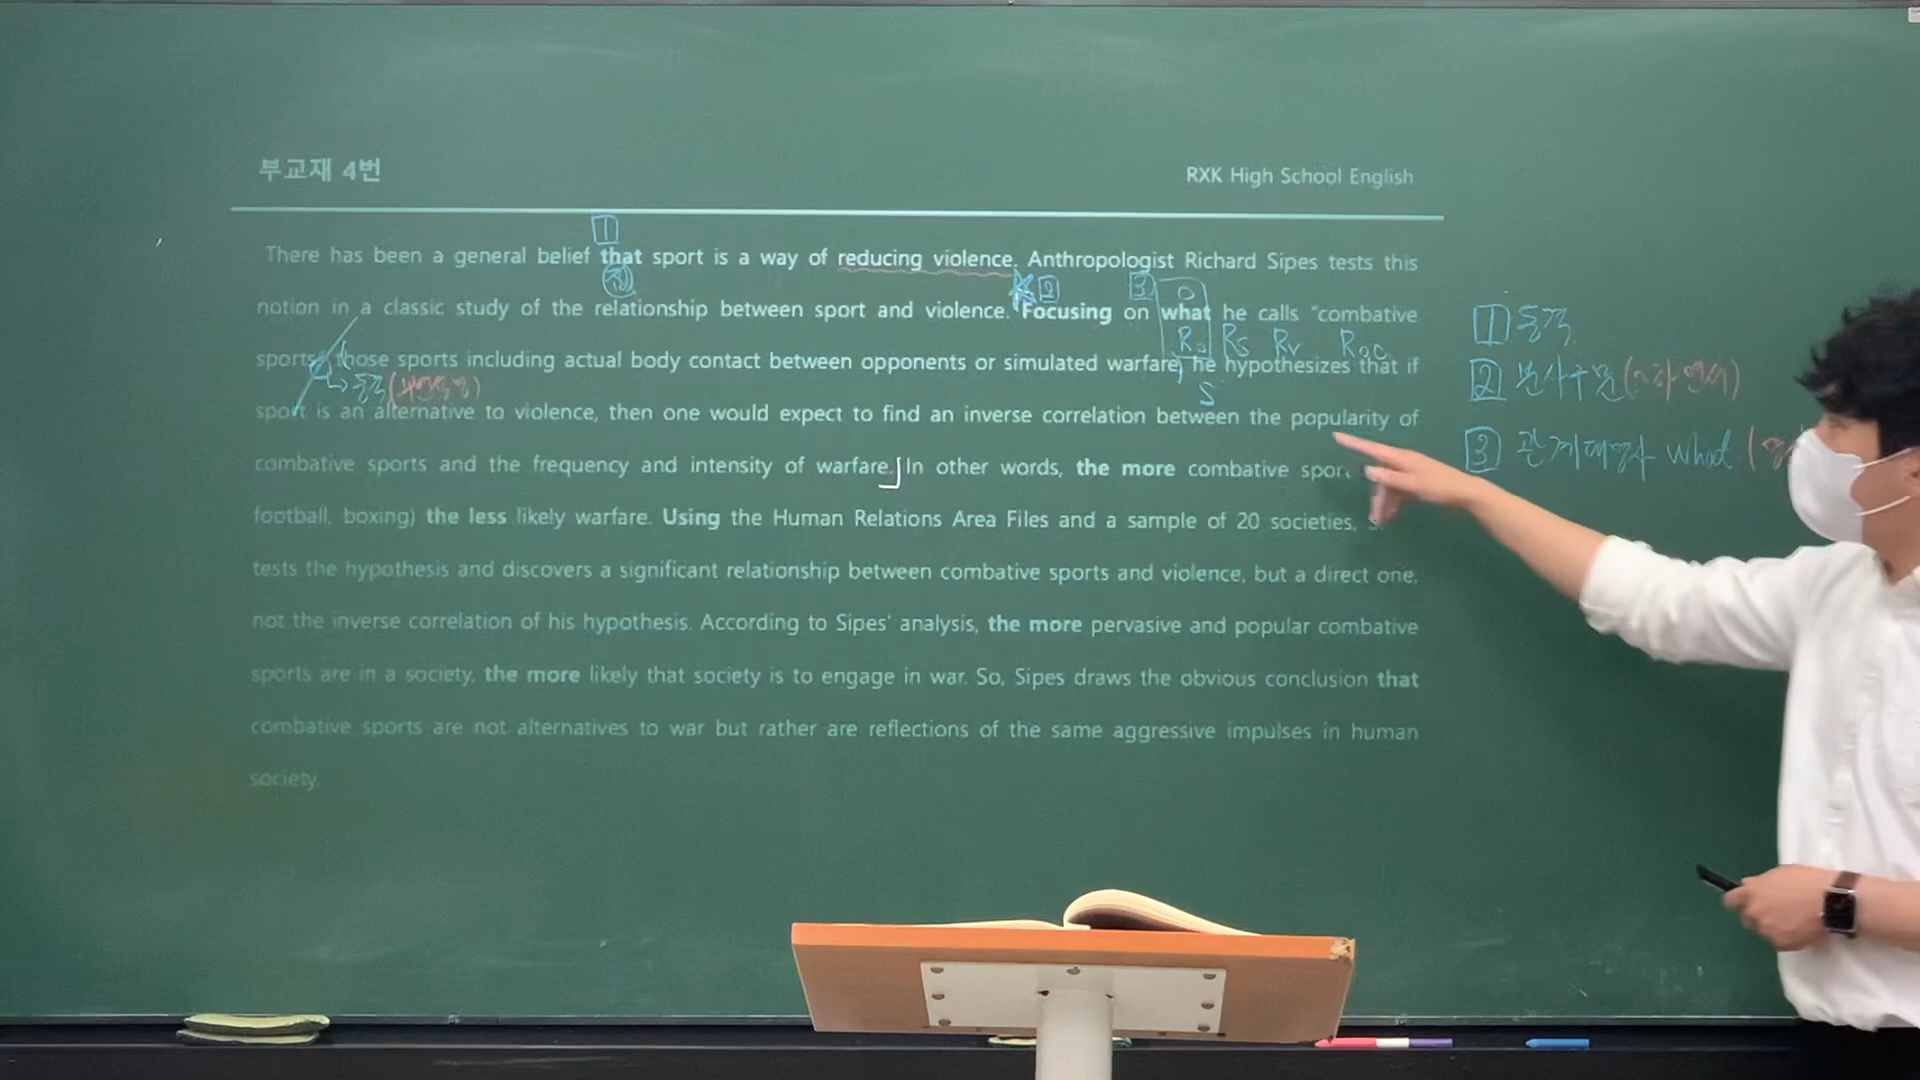 부교재 4번
RXK High School English
1
There has been a general belief that sport is a way of reducing violence. Anthropologist Richard Sipes tests this
2 3 O
notion in a classic study of the relationship between sport and violence. Focusing on what he calls "combative
Ro Rs Rv Roc
sports, those sports including actual body contact between opponents or simulated warfare, he hypothesizes that if
동격 S
sport is an alternative to violence, then one would expect to find an inverse correlation between the popularity of
combative sports and the frequency and intensity of warfare. In other words, the more combative spor
football, boxing) the less likely warfare. Using the Human Relations Area Files and a sample of 20 societies,
tests the hypothesis and discovers a significant relationship between combative sports and violence, but a direct one,
not the inverse correlation of his hypothesis. According to Sipes' analysis, the more pervasive and popular combative
sports are in a society, the more likely that society is to engage in war. So, Sipes draws the obvious conclusion that
combative sports are not alternatives to war but rather are reflections of the same aggressive impulses in human
society.
1 동격
2 분사구문
3 관계대명사 what